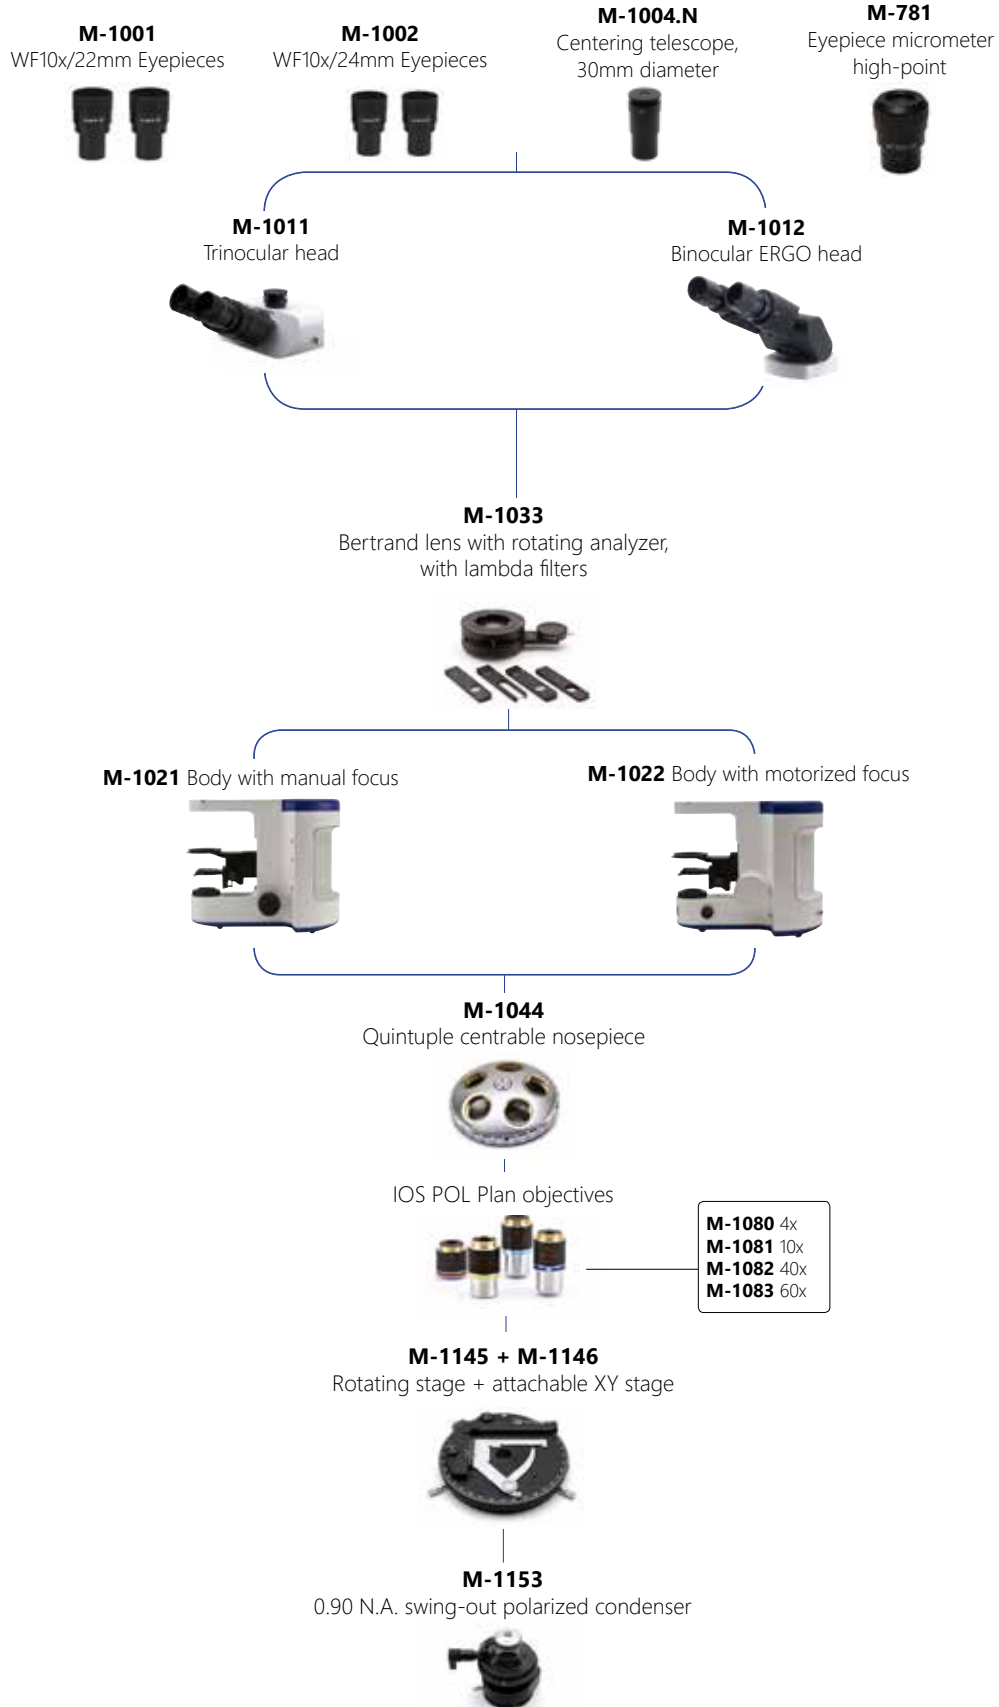 M-1001
WF10x/22mm Eyepieces
M-1002
WF10x/24mm Eyepieces
M-1004.N
Centering telescope,
30mm diameter
M-781
Eyepiece micrometer
high-point
M-1011
Trinocular head
M-1012
Binocular ERGO head
M-1033
Bertrand lens with rotating analyzer,
with lambda filters
M-1021 Body with manual focus
M-1022 Body with motorized focus
M-1044
Quintuple centrable nosepiece
IOS POL Plan objectives
M-1080 4x
M-1081 10x
M-1082 40x
M-1083 60x
M-1145 + M-1146
Rotating stage + attachable XY stage
M-1153
0.90 N.A. swing-out polarized condenser